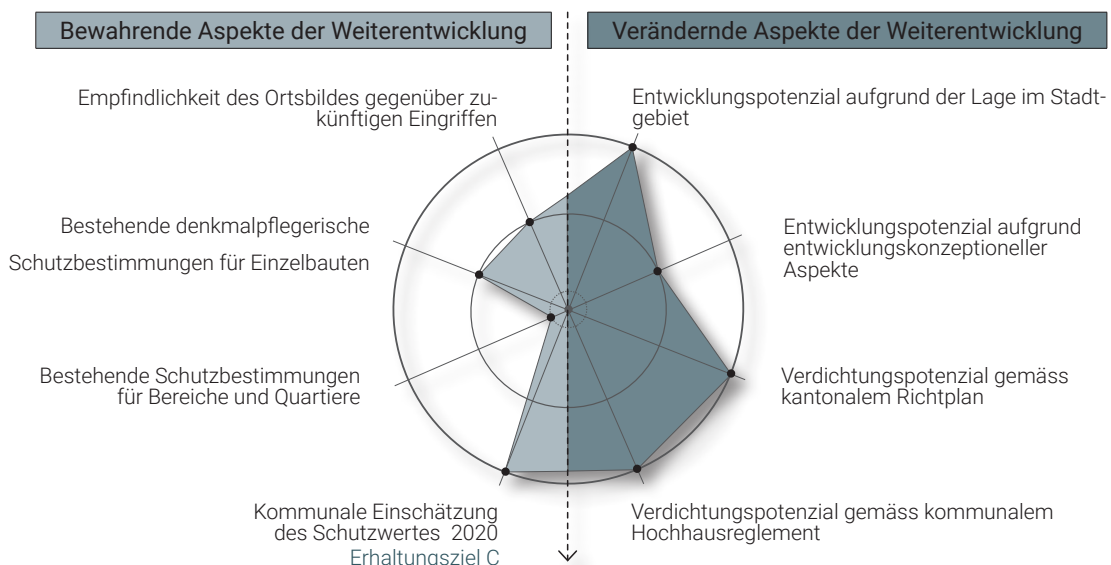 Bewahrende Aspekte der Weiterentwicklung
Verändernde Aspekte der Weiterentwicklung
Empfindlichkeit des Ortsbildes gegenüber zu-
künftigen Eingriffen
Entwicklungspotenzial aufgrund der Lage im Stadt-
gebiet
Bestehende denkmalpflegerische
Schutzbestimmungen für Einzelbauten
Entwicklungspotenzial aufgrund
entwicklungskonzeptioneller
Aspekte
Bestehende Schutzbestimmungen
für Bereiche und Quartiere
Verdichtungspotenzial gemäss
kantonalem Richtplan
Kommunale Einschätzung
des Schutzwertes 2020
Erhaltungsziel C
Verdichtungspotenzial gemäss kommunalem
Hochhausreglement